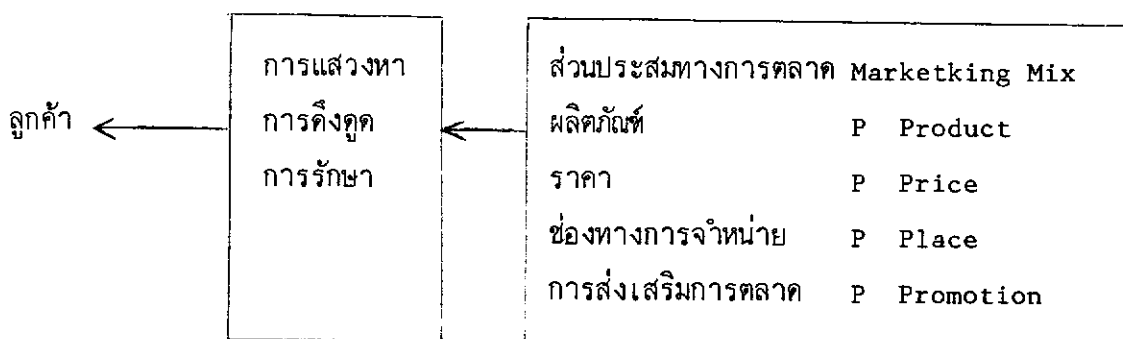 ลูกค้า
การแสวงหา
การดึงดูด
การรักษา
ส่วนประสมทางการตลาด Marketking Mix
ผลิตภัณฑ์ P Product
ราคา P Price
ช่องทางการจำหน่าย P Place
การส่งเสริมการตลาด P Promotion